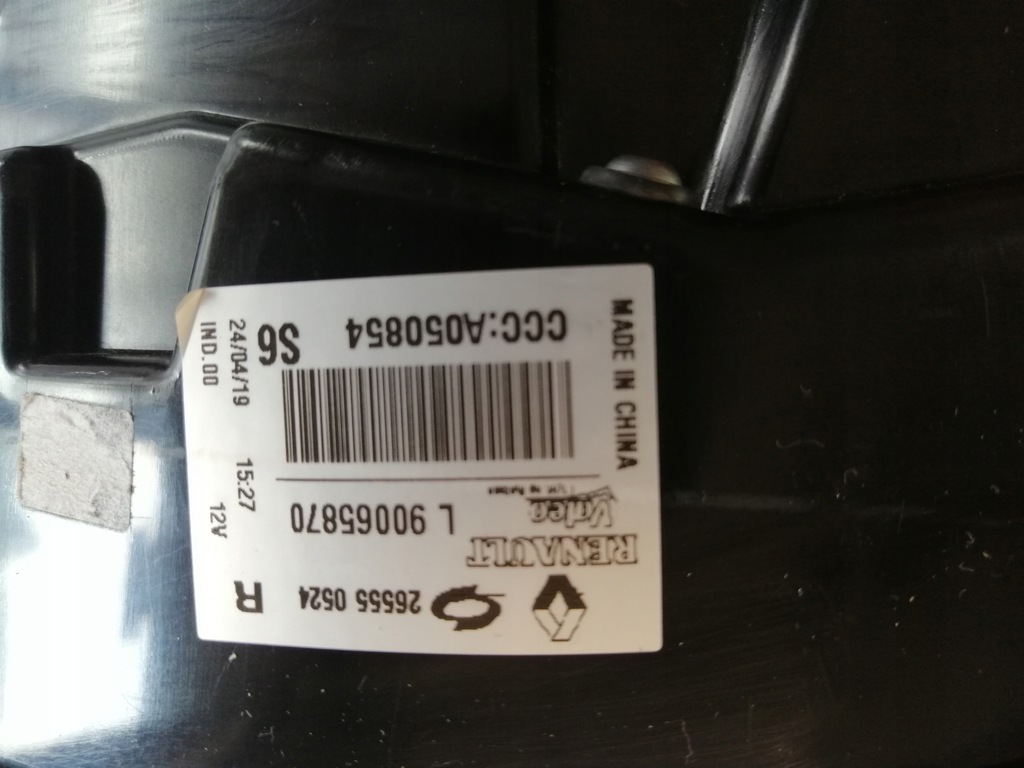 RENAULT
26555 0524
R
Valeo
L 90065870
12V
15:27
24/04/19
IND.00
CCC:A050854
S6
MADE IN CHINA